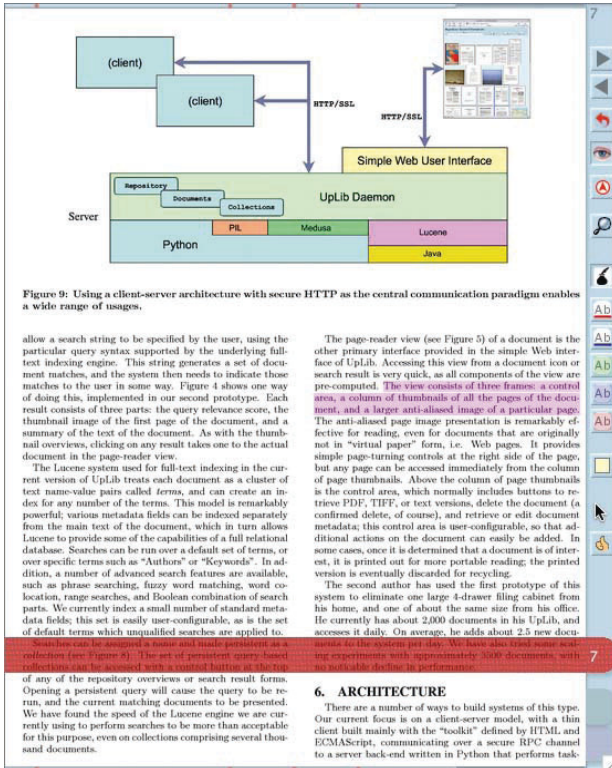 7
(client)
(client)
HTTP/SSL
HTTP/SSL
Simple Web User Interface
Repository
Documents
Collections
UpLib Daemon
Server
PIL
Medusa
Lucene
Python
Java
Figure 9: Using a client-server architecture with secure HTTP as the central communication paradigm enables
a wide range of usages.
allow a search string to be specified by the user, using the
particular query syntax supported by the underlying full-
text indexing engine. This string generates a set of docu-
ment matches, and the system then needs to indicate those
matches to the user in some way. Figure 4 shows one way
of doing this, implemented in our second prototype. Each
result consists of three parts: the query relevance score, the
thumbnail image of the first page of the document, and a
summary of the text of the document. As with the thumb-
nail overviews, clicking on any result takes one to the actual
document in the page-reader view.
The Lucene system used for full-text indexing in the cur-
rent version of UpLib treats each document as a cluster of
text name-value pairs called terms, and can create an in-
dex for any number of the terms. This model is remarkably
powerful; various metadata fields can be indexed separately
from the main text of the document, which in turn allows
Lucene to provide some of the capabilities of a full relational
database. Searches can be run over a default set of terms, or
over specific terms such as “Authors” or “Keywords”. In ad-
dition, a number of advanced search features are available,
such as phrase searching, fuzzy word matching, word co-
location, range searches, and Boolean combination of search
parts. We currently index a small number of standard meta-
data fields; this set is easily user-configurable, as is the set
of default terms which unqualified searches are applied to.
Searches can be assigned a name and made persistent as a
collection (see Figure 8). The set of persistent query-based
collections can be accessed with a control button at the top
of any of the repository overviews or search result forms.
Opening a persistent query will cause the query to be re-
run, and the current matching documents to be presented.
We have found the speed of the Lucene engine we are cur-
rently using to perform searches to be more than acceptable
for this purpose, even on collections comprising several thou-
sand documents.
The page-reader view (see Figure 5) of a document is the
other primary interface provided in the simple Web inter-
face of UpLib. Accessing this view from a document icon or
search result is very quick, as all components of the view are
pre-computed. The view consists of three frames: a control
area, a column of thumbnails of all the pages of the docu-
ment, and a larger anti-aliased image of a particular page.
The anti-aliased page image presentation is remarkably ef-
fective for reading, even for documents that are originally
not in “virtual paper” form, i.e. Web pages. It provides
simple page-turning controls at the right side of the page,
but any page can be accessed immediately from the column
of page thumbnails. Above the column of page thumbnails
is the control area, which normally includes buttons to re-
trieve PDF, TIFF, or text versions, delete the document (a
confirmed delete, of course), and retrieve or edit document
metadata; this control area is user-configurable, so that ad-
ditional actions on the document can easily be added. In
some cases, once it is determined that a document is of inter-
est, it is printed out for more portable reading; the printed
version is eventually discarded for recycling.
The second author has used the first prototype of this
system to eliminate one large 4-drawer filing cabinet from
his home, and one of about the same size from his office.
He currently has about 2,000 documents in his UpLib, and
accesses it daily. On average, he adds about 2.5 new docu-
ments to the system per day. We have also tried some scal-
ing experiments with approximately 3500 documents, with
no noticable decline in performance.
6. ARCHITECTURE
There are a number of ways to build systems of this type.
Our current focus is on a client-server model, with a thin
client built mainly with the “toolkit” defined by HTML and
ECMAScript, communicating over a secure RPC channel
to a server back-end written in Python that performs task-
Ab
Ab
Ab
Ab
Ab
7